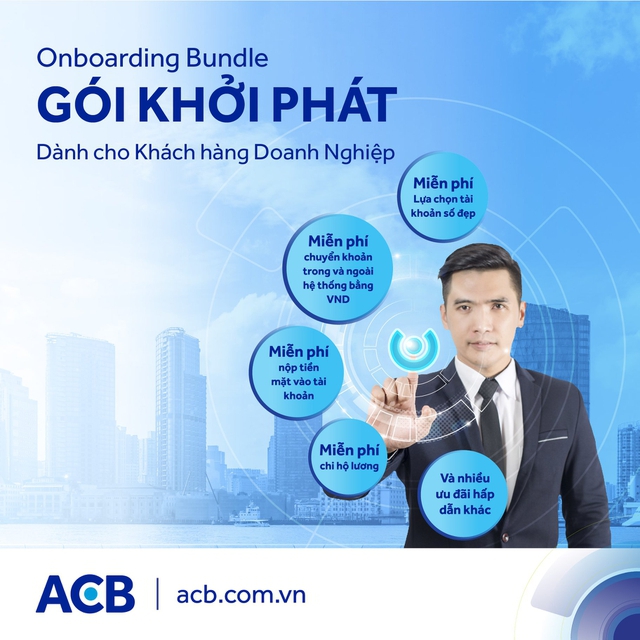 Onboarding Bundle
GÓI KHỞI PHÁT
Dành cho Khách hàng Doanh Nghiệp
Miễn phí
Lựa chọn tài
khoản số đẹp
Miễn phí
chuyển khoản
trong và ngoài
hệ thống bằng
VND
Miễn phí
nộp tiền
mặt vào tài
khoản
Miễn phí
chi hộ lương
Và nhiều
ưu đãi hấp
dẫn khác
ACB | acb.com.vn